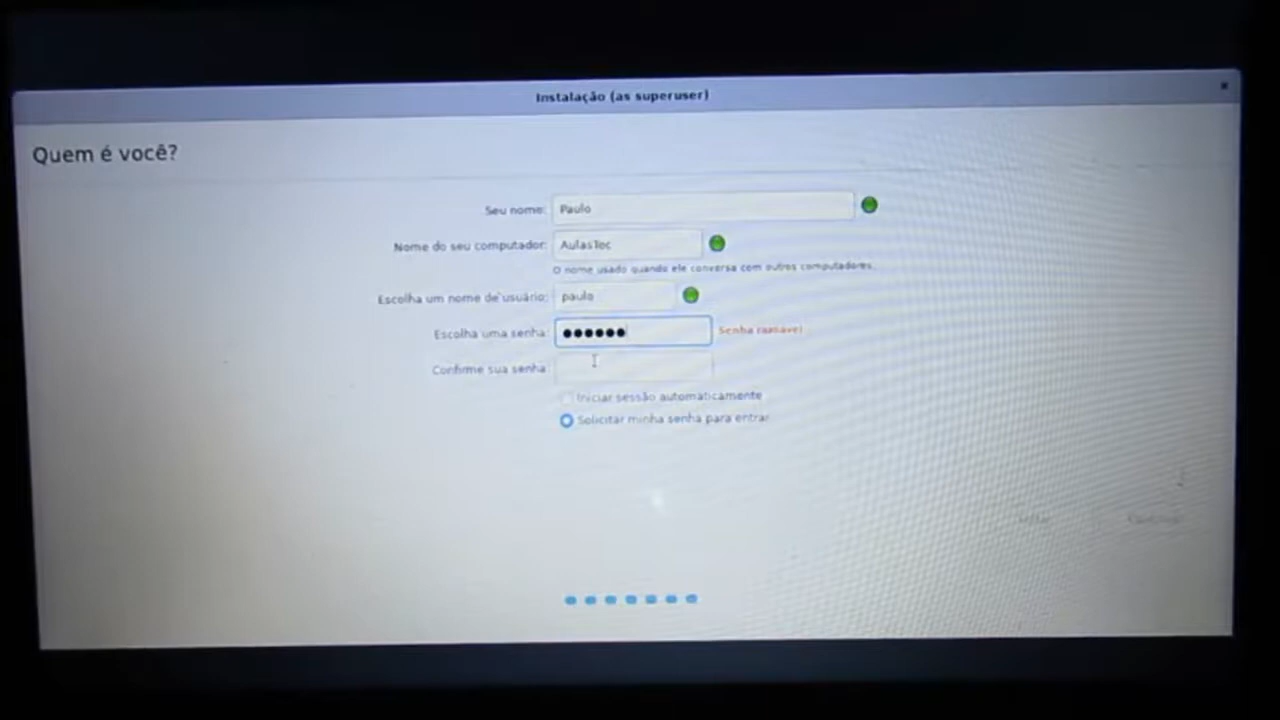 Instalação (as superuser)
Quem é você?
Seu nome: Paulo
Nome do seu computador: AulasTec
O nome usado quando ele conversa com outros computadores.
Escolha um nome de usuário: paulo
Escolha uma senha: ●●●●●● Senha razoável
Confirme sua senha
Iniciar sessão automaticamente
Solicitar minha senha para entrar